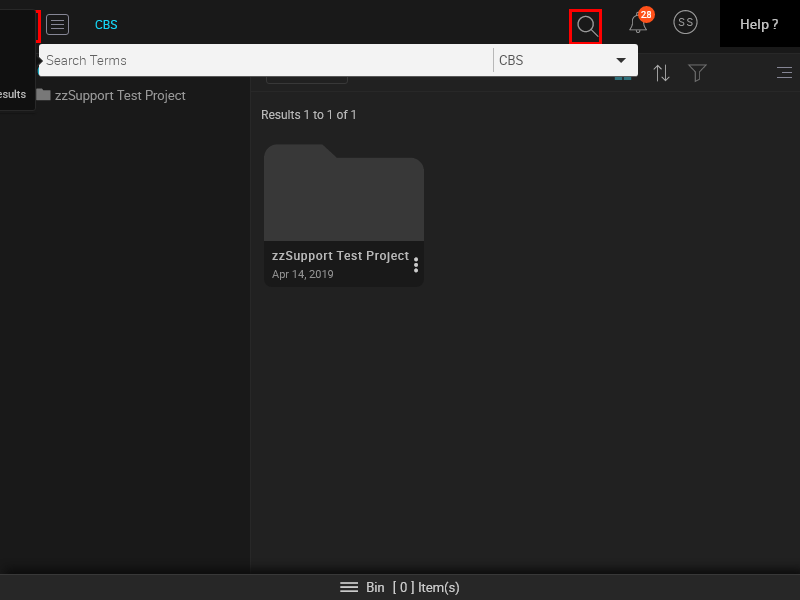 CBS
28
SS
Help ?
Search Terms
CBS
esults
zzSupport Test Project
Results 1 to 1 of 1
zzSupport Test Project
Apr 14, 2019
Bin [ 0 ] Item(s)